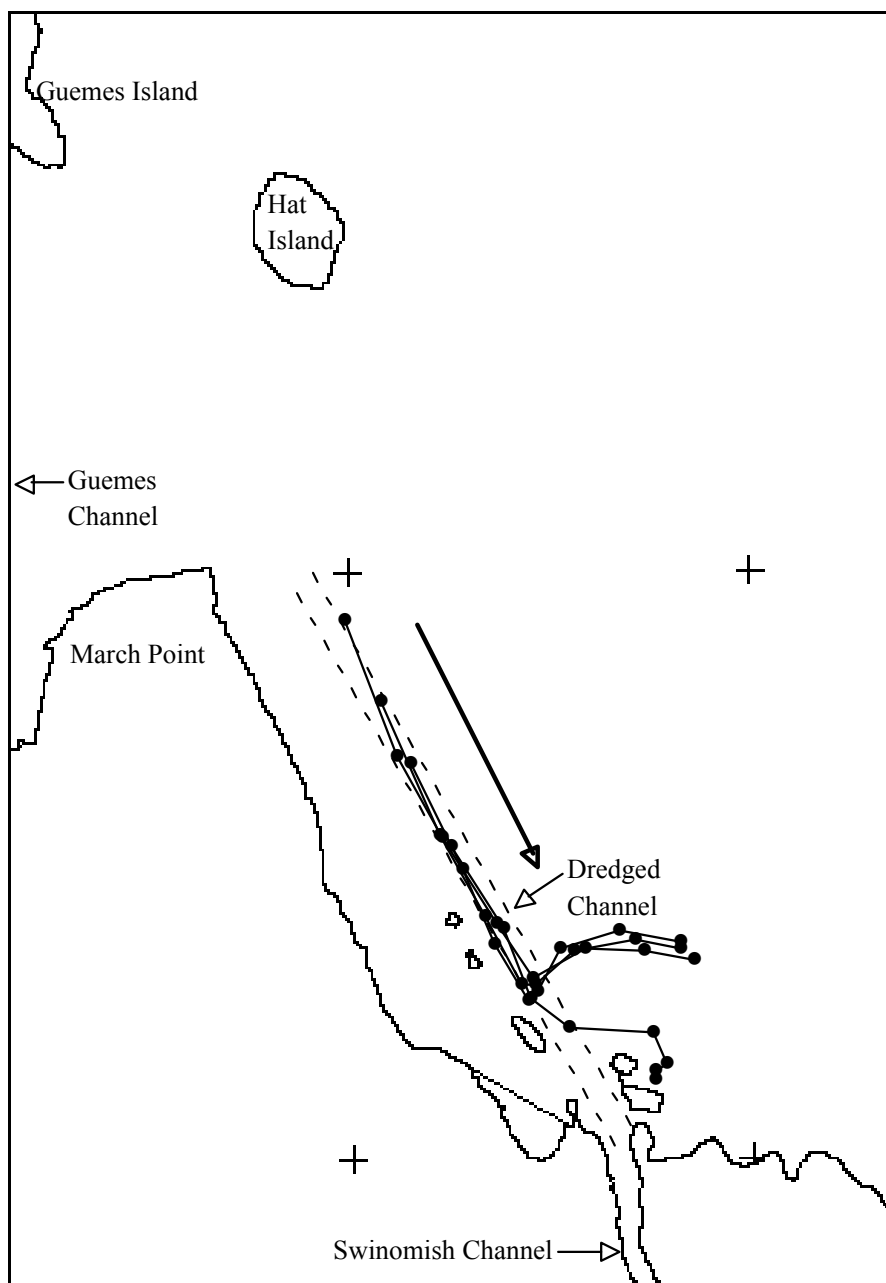 Guemes Island
Hat
Island
Guemes
Channel
March Point
Dredged
Channel
Swinomish Channel